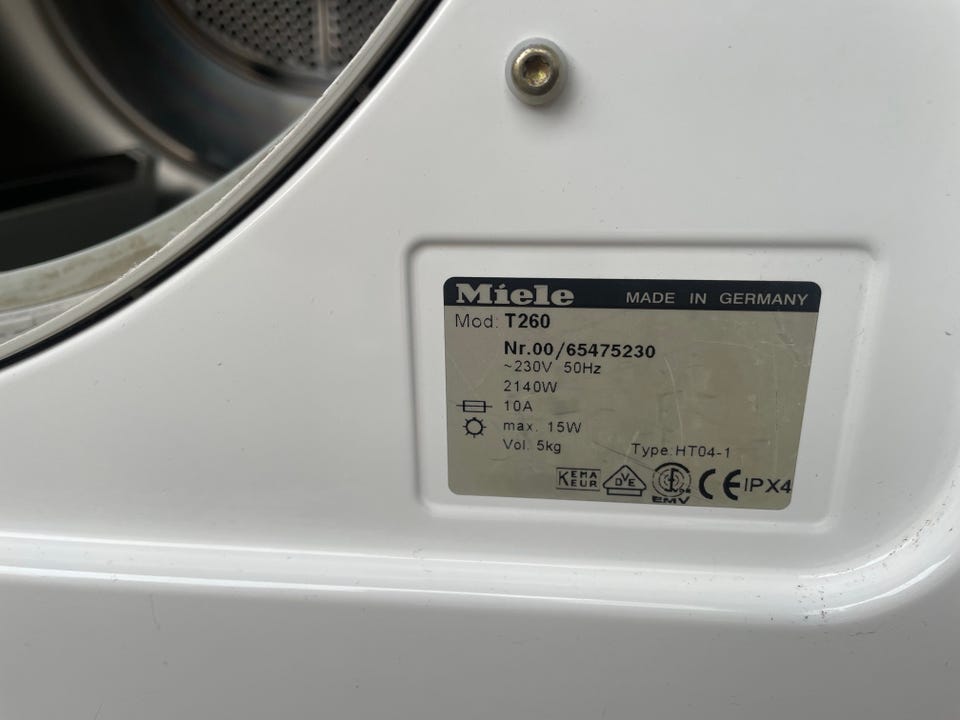 Miele MADE IN GERMANY
Mod: T260
Nr.00/65475230
~230V 50Hz
2140W
10A
max. 15W
Vol. 5kg Type.HT04-1
KEMA KEUR DVE EMV CE IPX4